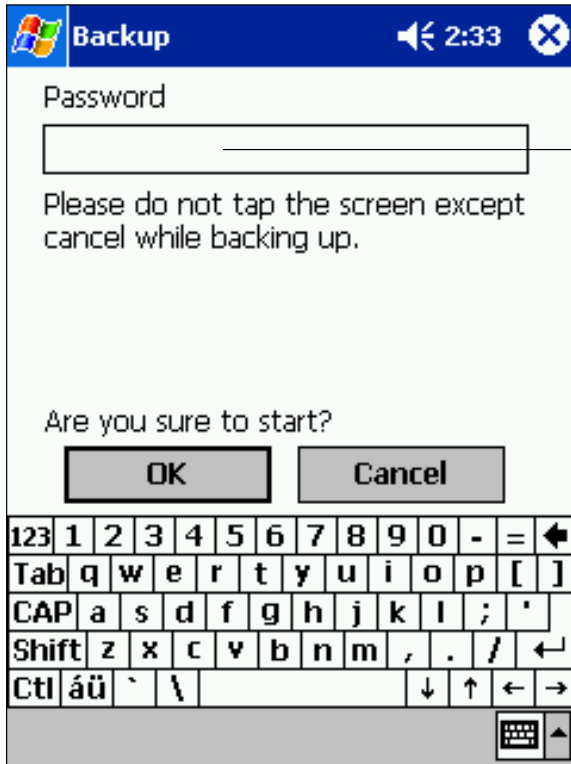 Backup 2:33
Password
Please do not tap the screen except
cancel while backing up.
Are you sure to start?
OK Cancel
123 1 2 3 4 5 6 7 8 9 0 - = 🡄
Tab q w e r t y u i o p [ ]
CAP a s d f g h j k l ; '
Shift z x c v b n m , . / ↵
Ctl áü ` \ ↓ ↑ ← →